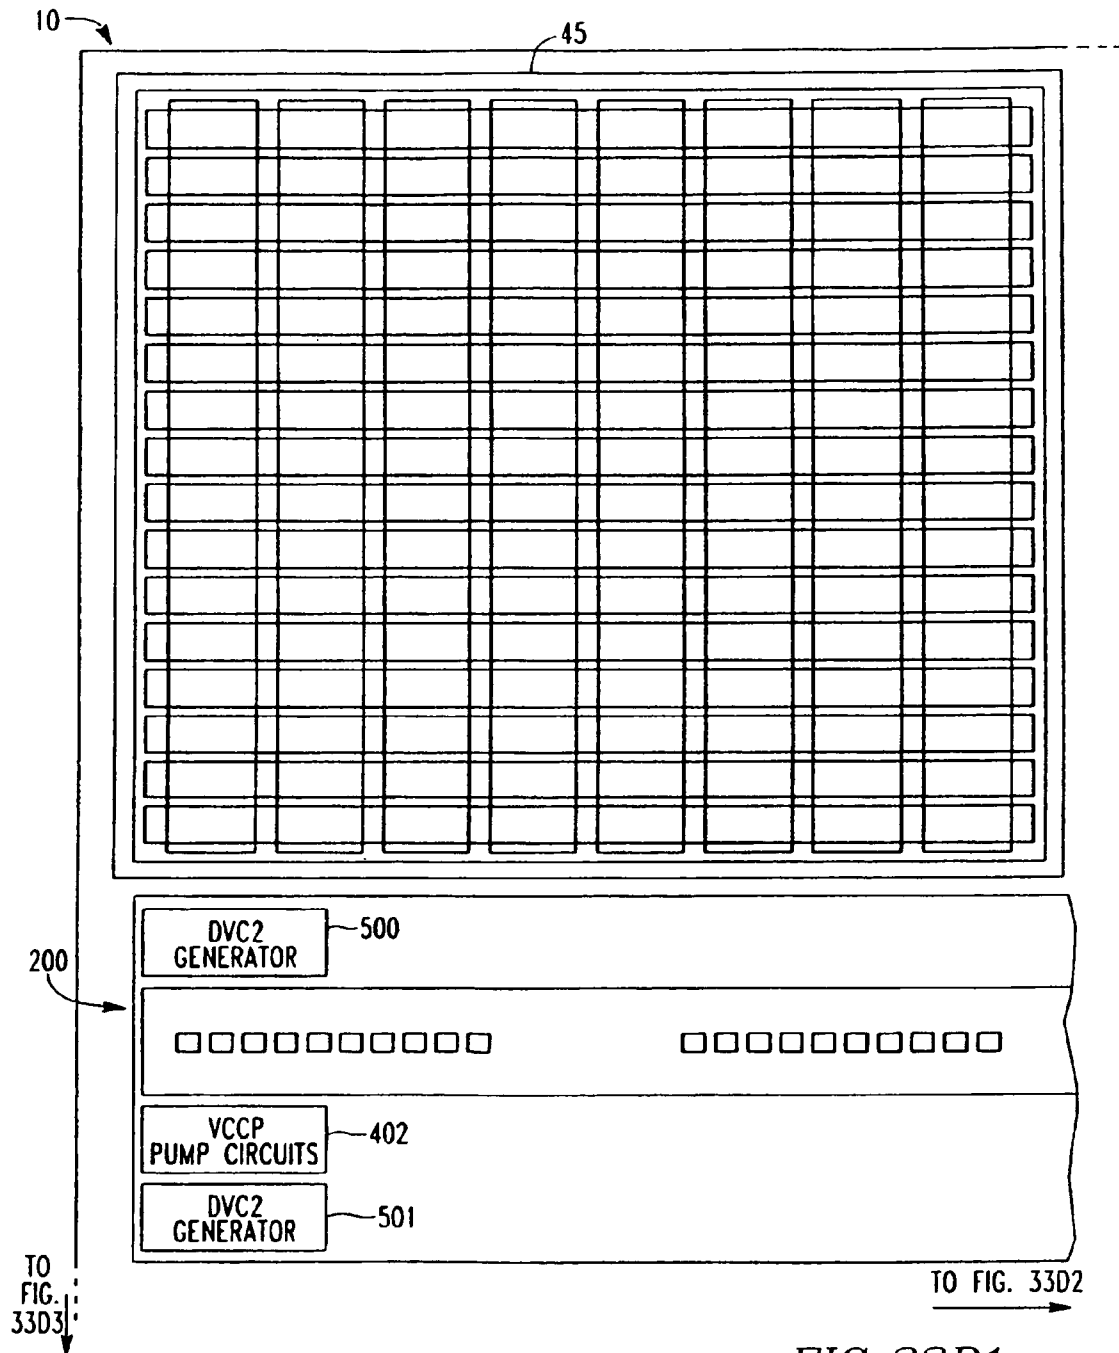 10
45
DVC2
GENERATOR
500
200
VCCP
PUMP CIRCUITS
402
DVC2
GENERATOR
501
TO
FIG.
33D3
TO FIG. 33D2